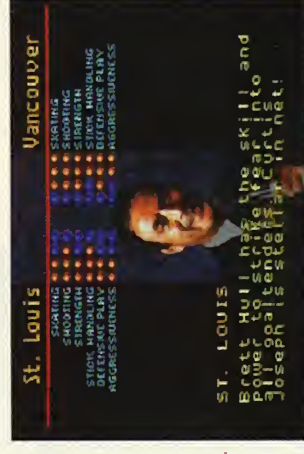 St. Louis Vancouver
SKATING SKATING
SHOOTING SHOOTING
STRENGTH STRENGTH
STICK HANDLING STICK HANDLING
DEFENSIVE PLAY DEFENSIVE PLAY
AGGRESSIVENESS AGGRESSIVENESS
ST. LOUIS
Brett Hull has the skill and
power to strike fear into
all goaltenders. Curtis
Joseph is stellar in net!